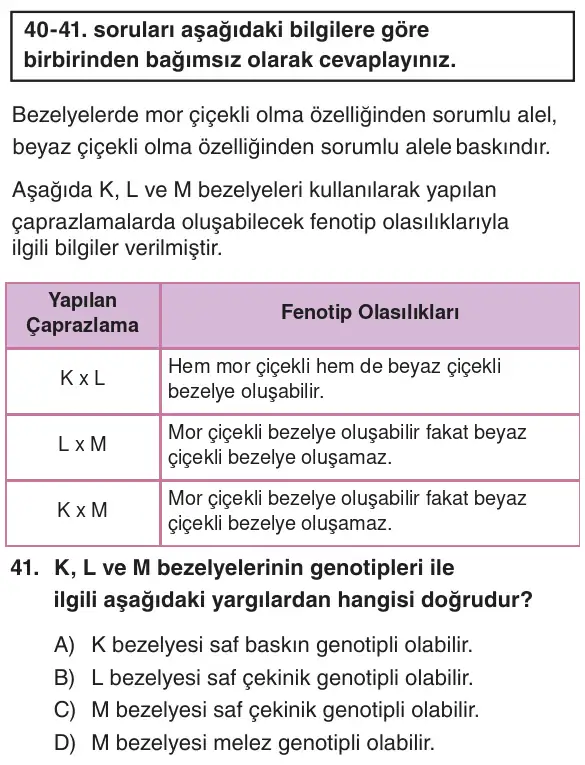 40-41. soruları aşağıdaki bilgilere göre
birbirinden bağımsız olarak cevaplayınız.
Bezelyelerde mor çiçekli olma özelliğinden sorumlu alel,
beyaz çiçekli olma özelliğinden sorumlu alele baskındır.
Aşağıda K, L ve M bezelyeleri kullanılarak yapılan
çaprazlamalarda oluşabilecek fenotip olasılıklarıyla
ilgili bilgiler verilmiştir.
Yapılan
Çaprazlama
Fenotip Olasılıkları
K x L
Hem mor çiçekli hem de beyaz çiçekli
bezelye oluşabilir.
L x M
Mor çiçekli bezelye oluşabilir fakat beyaz
çiçekli bezelye oluşamaz.
K x M
Mor çiçekli bezelye oluşabilir fakat beyaz
çiçekli bezelye oluşamaz.
41. K, L ve M bezelyelerinin genotipleri ile
ilgili aşağıdaki yargılardan hangisi doğrudur?
A) K bezelyesi saf baskın genotipli olabilir.
B) L bezelyesi saf çekinik genotipli olabilir.
C) M bezelyesi saf çekinik genotipli olabilir.
D) M bezelyesi melez genotipli olabilir.